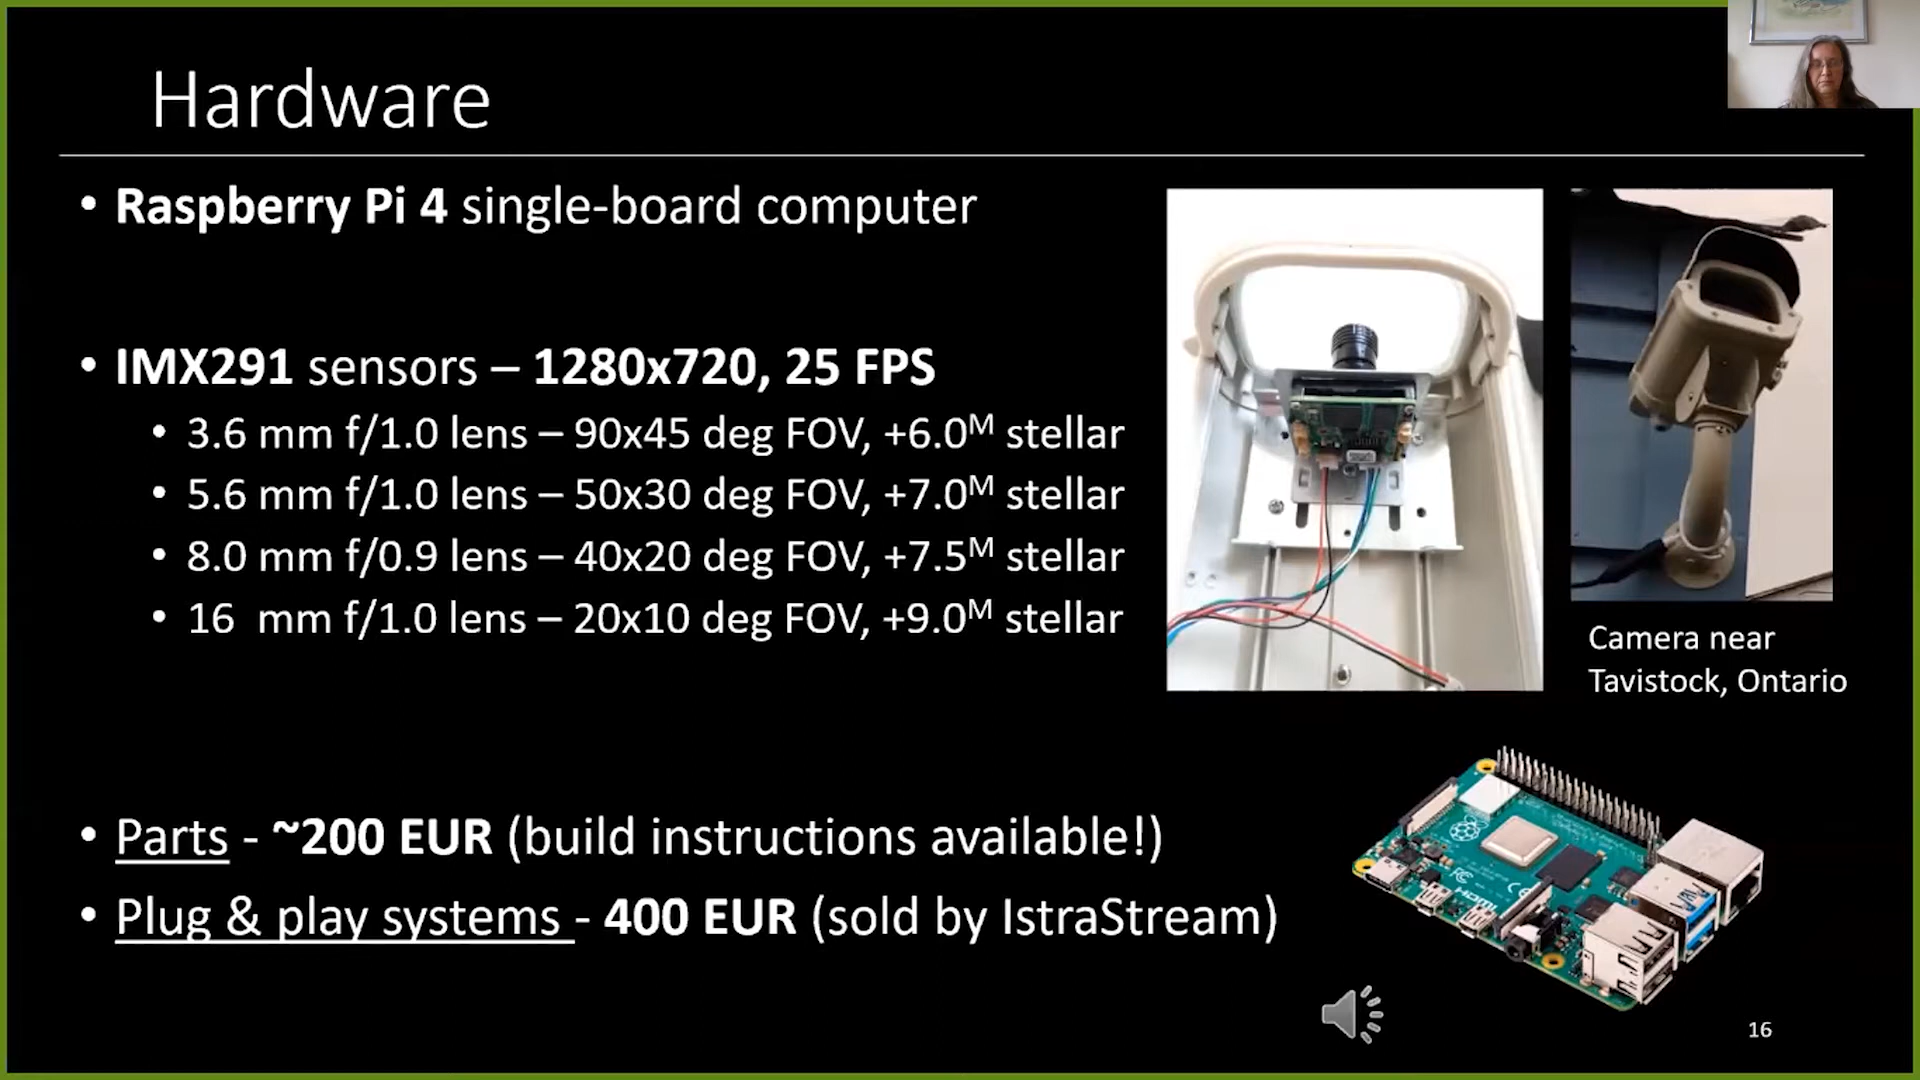 Hardware
• Raspberry Pi 4 single-board computer
• IMX291 sensors – 1280x720, 25 FPS
• 3.6 mm f/1.0 lens – 90x45 deg FOV, +6.0ᴹ stellar
• 5.6 mm f/1.0 lens – 50x30 deg FOV, +7.0ᴹ stellar
• 8.0 mm f/0.9 lens – 40x20 deg FOV, +7.5ᴹ stellar
• 16 mm f/1.0 lens – 20x10 deg FOV, +9.0ᴹ stellar
Camera near
Tavistock, Ontario
• Parts - ~200 EUR (build instructions available!)
• Plug & play systems - 400 EUR (sold by IstraStream)
FC
CE
HDMI
16